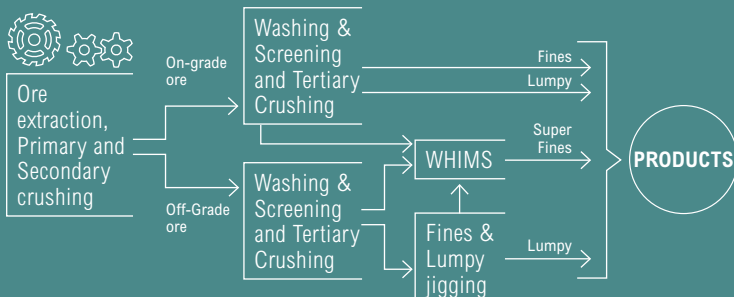 Ore
extraction,
Primary and
Secondary
crushing
On-grade
ore
Off-Grade
ore
Washing &
Screening
and Tertiary
Crushing
Washing &
Screening
and Tertiary
Crushing
Fines
Lumpy
WHIMS
Super
Fines
Fines &
Lumpy
jigging
Lumpy
PRODUCTS